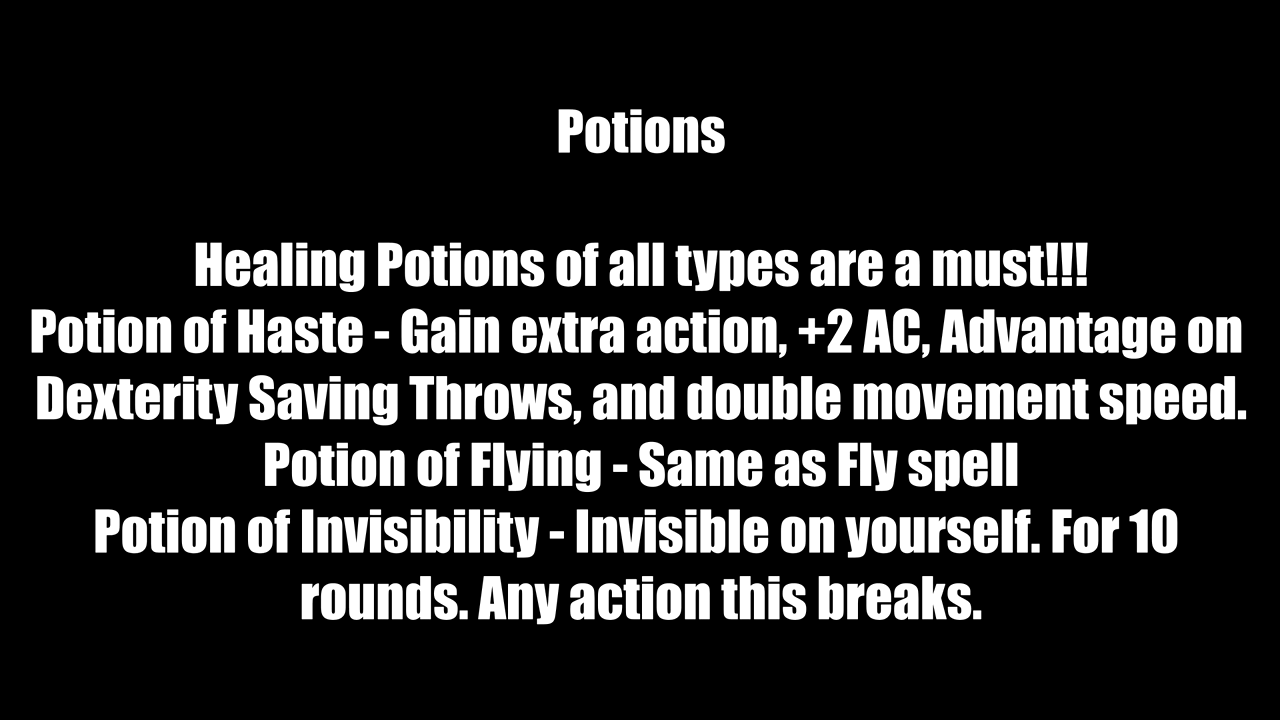 Potions
Healing Potions of all types are a must!!!
Potion of Haste - Gain extra action, +2 AC, Advantage on
Dexterity Saving Throws, and double movement speed.
Potion of Flying - Same as Fly spell
Potion of Invisibility - Invisible on yourself. For 10
rounds. Any action this breaks.